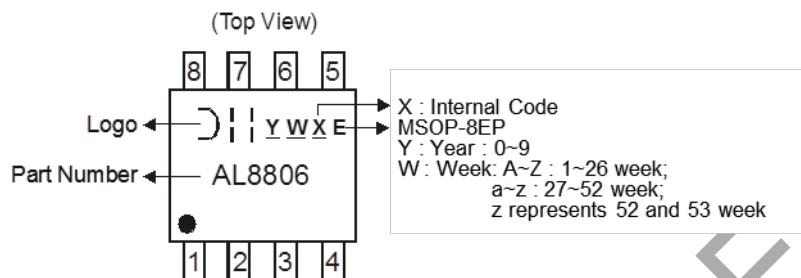 (Top View)
8 7 6 5
Logo
Y W X E
Part Number
AL8806
1 2 3 4
X : Internal Code
MSOP-8EP
Y : Year : 0~9
W : Week: A~Z : 1~26 week;
a~z : 27~52 week;
z represents 52 and 53 week